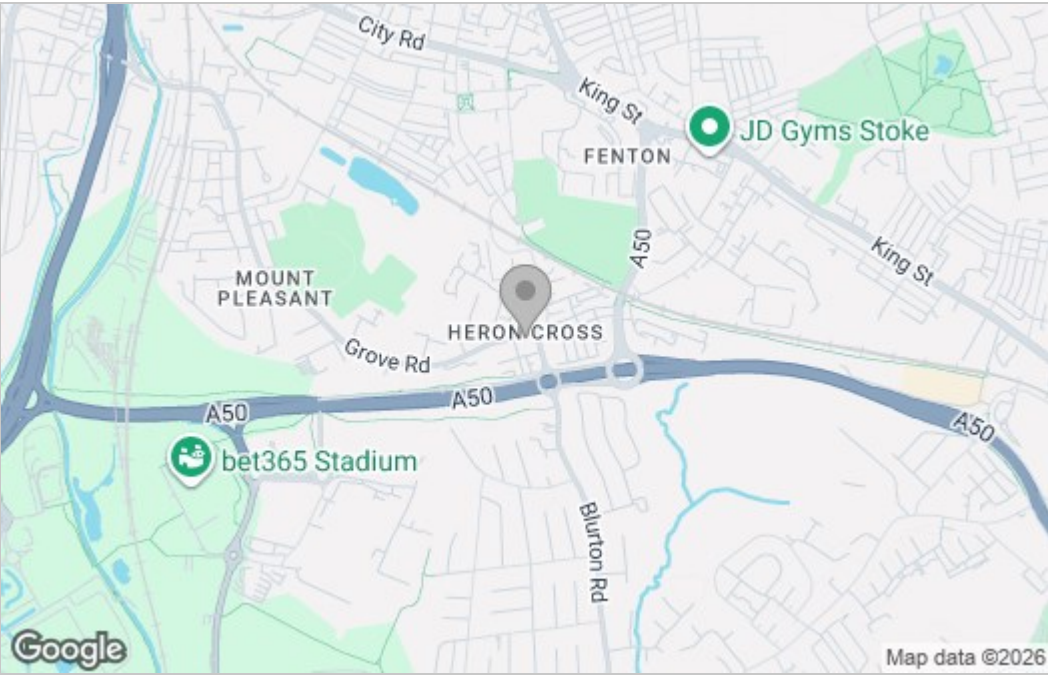 City Rd
King St
JD Gyms Stoke
FENTON
A50
King St
MOUNT
PLEASANT
HERON CROSS
Grove Rd
A50
A50
A50
bet365 Stadium
Blurton Rd
Google
Map data ©2026